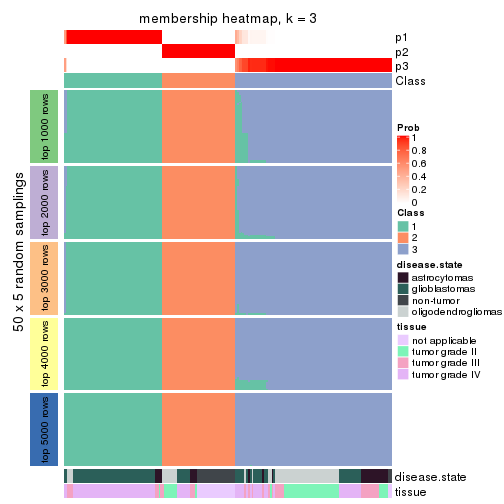 membership heatmap, k = 3
p1
p2
p3
Class
50 x 5 random samplings
top 1000 rows
top 2000 rows
top 3000 rows
top 4000 rows
top 5000 rows
Prob
1
0.8
0.6
0.4
0.2
0
Class
1
2
3
disease.state
astrocytomas
glioblastomas
non-tumor
oligodendrogliomas
tissue
not applicable
tumor grade II
tumor grade III
tumor grade IV
disease.state
tissue